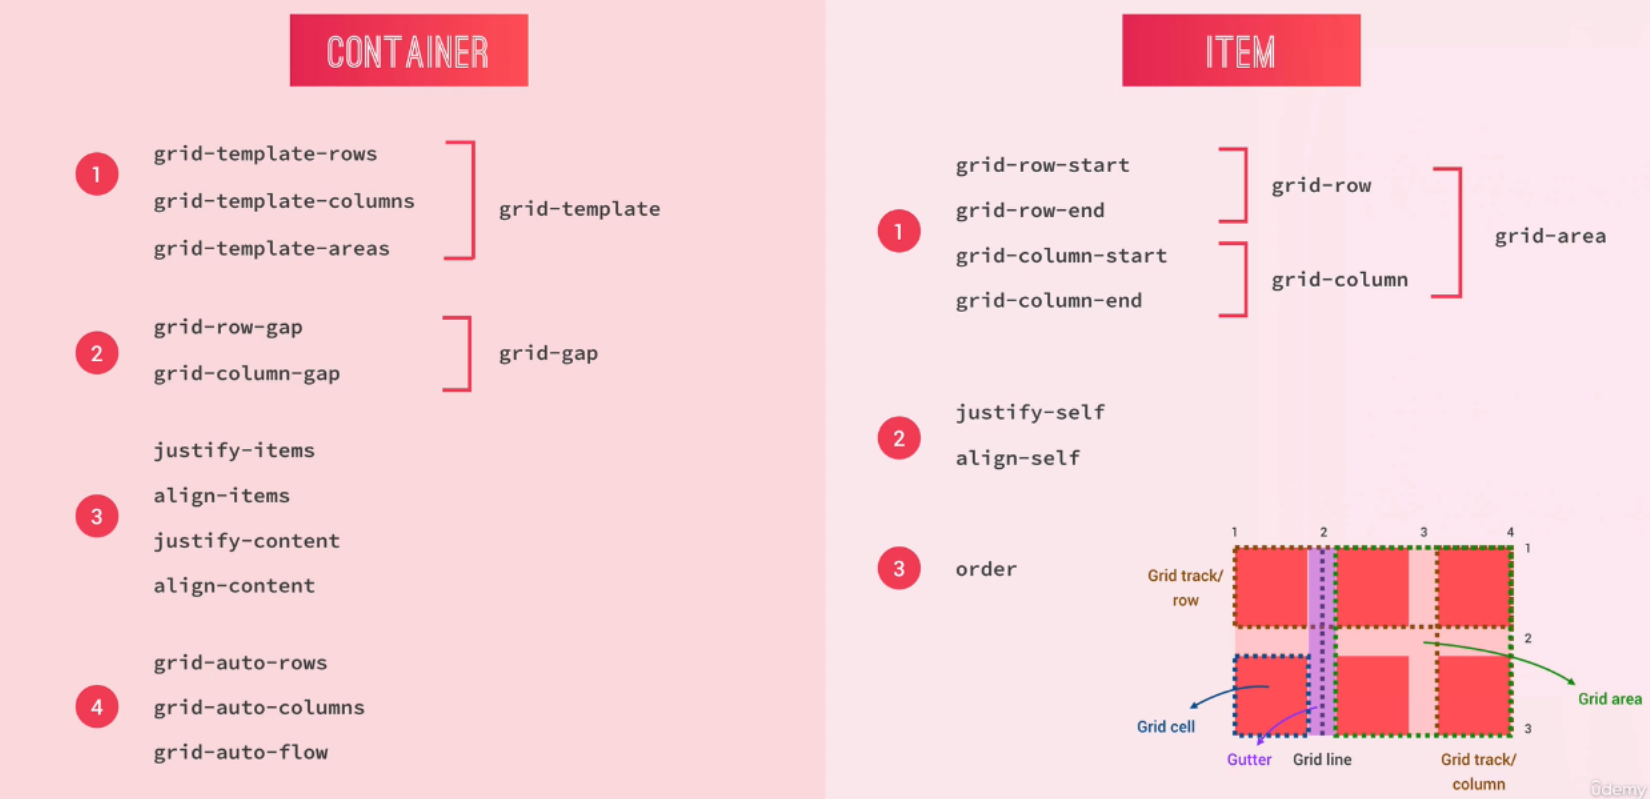 CONTAINER
1
grid-template-rows
grid-template-columns
grid-template-areas
grid-template
2
grid-row-gap
grid-column-gap
grid-gap
3
justify-items
align-items
justify-content
align-content
4
grid-auto-rows
grid-auto-columns
grid-auto-flow
ITEM
1
grid-row-start
grid-row-end
grid-column-start
grid-column-end
grid-row
grid-column
grid-area
2
justify-self
align-self
3
order
1 2 3 4
1
2
3
Grid track/
row
Grid cell
Gutter
Grid line
Grid track/
column
Grid area
ûdemy